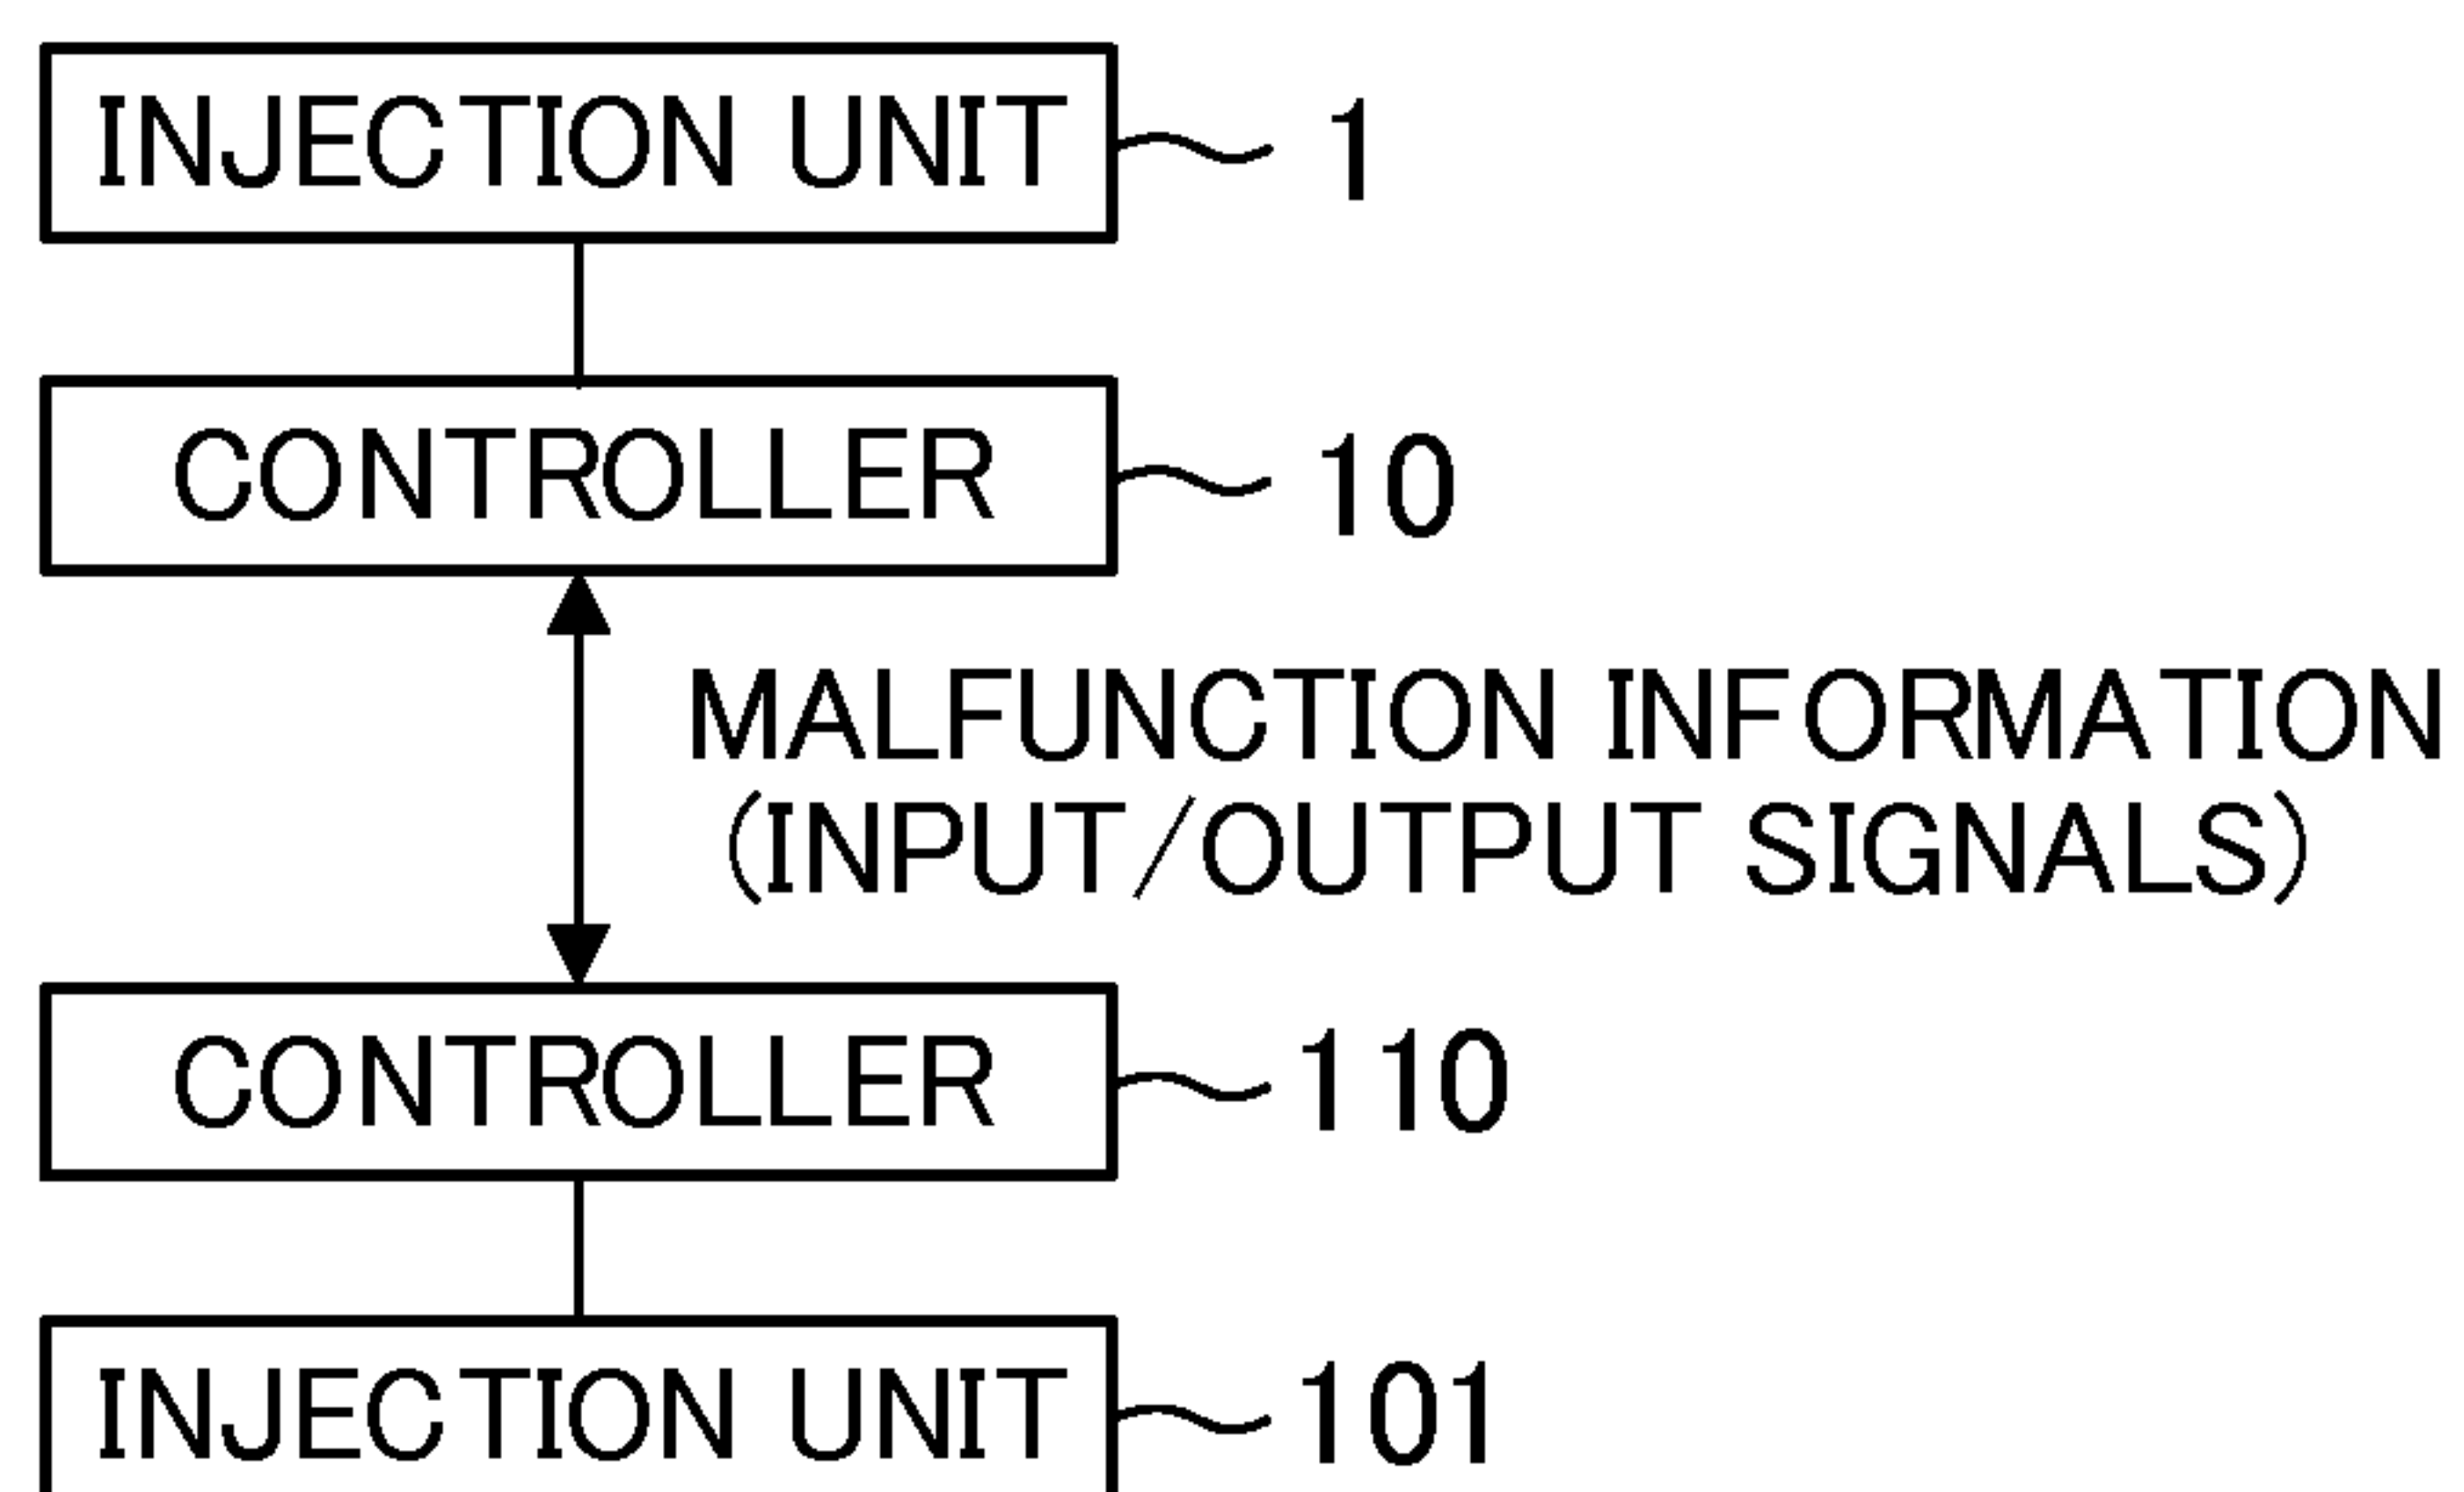 INJECTION UNIT 1
CONTROLLER 10
MALFUNCTION INFORMATION
(INPUT/OUTPUT SIGNALS)
CONTROLLER 110
INJECTION UNIT 101